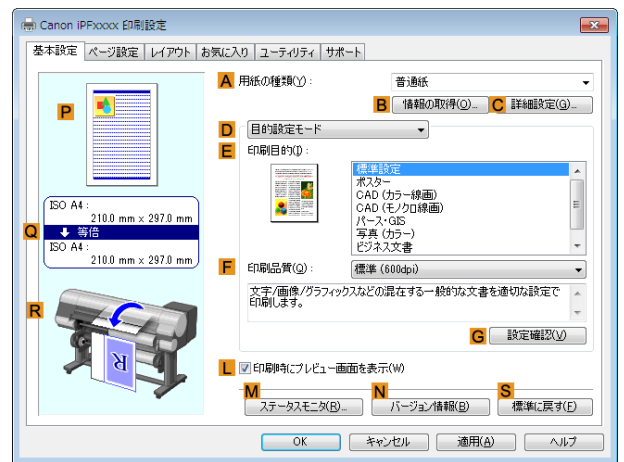 Canon iPFxxxx 印刷設定
基本設定 ページ設定 レイアウト お気に入り ユーティリティ サポート
A 用紙の種類(Y) : 普通紙
B 情報の取得(O)... C 詳細設定(G)...
P
D 目的設定モード
E 印刷目的(I) :
標準設定
ポスター
CAD (カラー線画)
CAD (モノクロ線画)
パース・GIS
写真 (カラー)
ビジネス文書
ISO A4 :
210.0 mm x 297.0 mm
Q 等倍
ISO A4 :
210.0 mm x 297.0 mm
F 印刷品質(Q) : 標準 (600dpi)
文字/画像/グラフィックスなどの混在する一般的な文書を適切な設定で
印刷します。
R
G 設定確認(V)
R
L 印刷時にプレビュー画面を表示(W)
M N S
ステータスモニタ(R)... バージョン情報(B) 標準に戻す(E)
OK キャンセル 適用(A) ヘルプ